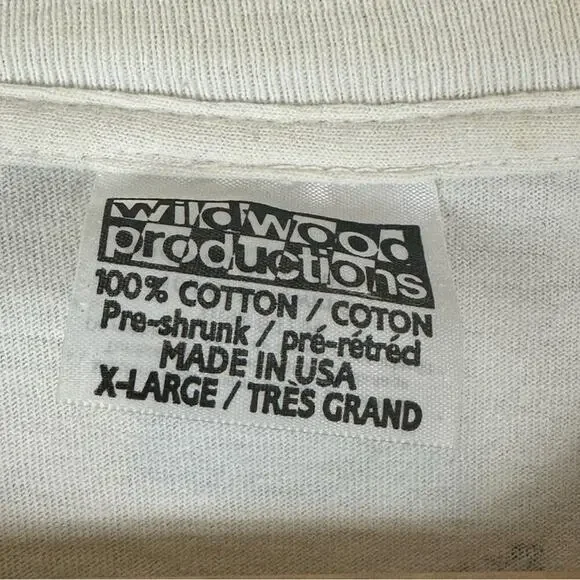 wildwood
productions
100% COTTON / COTON
Pre-shrunk / pré-rétréd
MADE IN USA
X-LARGE / TRÈS GRAND